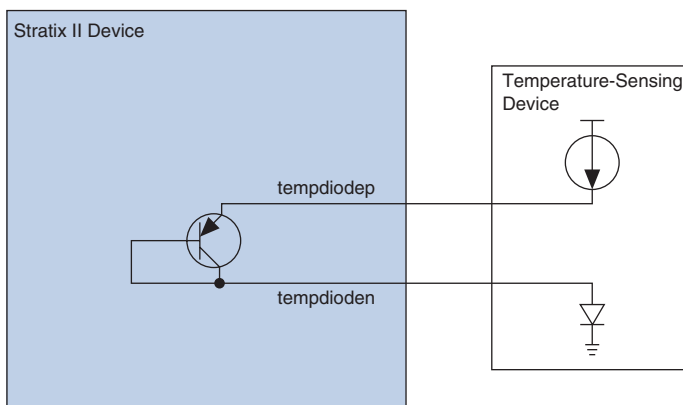 Stratix II Device
Temperature-Sensing
Device
tempdiodep
tempdioden